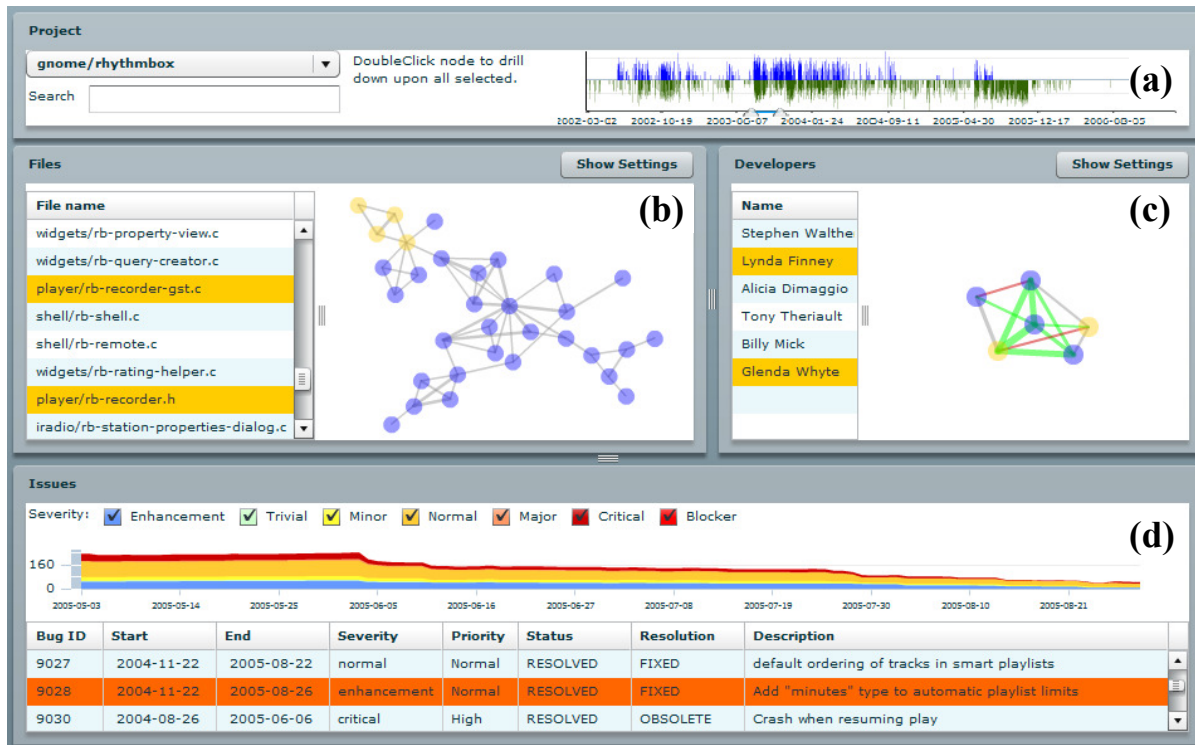 Project
gnome/rhythmbox
DoubleClick node to drill
down upon all selected.
Search
(a)
2002-03-02 2002-10-19 2003-06-07 2004-01-24 2004-09-11 2005-04-30 2005-12-17 2006-08-05
Files
Show Settings
File name
widgets/rb-property-view.c
widgets/rb-query-creator.c
player/rb-recorder-gst.c
shell/rb-shell.c
shell/rb-remote.c
widgets/rb-rating-helper.c
player/rb-recorder.h
iradio/rb-station-properties-dialog.c
(b)
Developers
Show Settings
Name
Stephen Walthe
Lynda Finney
Alicia Dimaggio
Tony Theriault
Billy Mick
Glenda Whyte
(c)
Issues
Severity: Enhancement Trivial Minor Normal Major Critical Blocker
(d)
160
0
2005-05-03 2005-05-14 2005-05-25 2005-06-05 2005-06-16 2005-06-27 2005-07-08 2005-07-19 2005-07-30 2005-08-10 2005-08-21
Bug ID Start End Severity Priority Status Resolution Description
9027 2004-11-22 2005-08-22 normal Normal RESOLVED FIXED default ordering of tracks in smart playlists
9028 2004-11-22 2005-08-26 enhancement Normal RESOLVED FIXED Add "minutes" type to automatic playlist limits
9030 2004-08-26 2005-06-06 critical High RESOLVED OBSOLETE Crash when resuming play